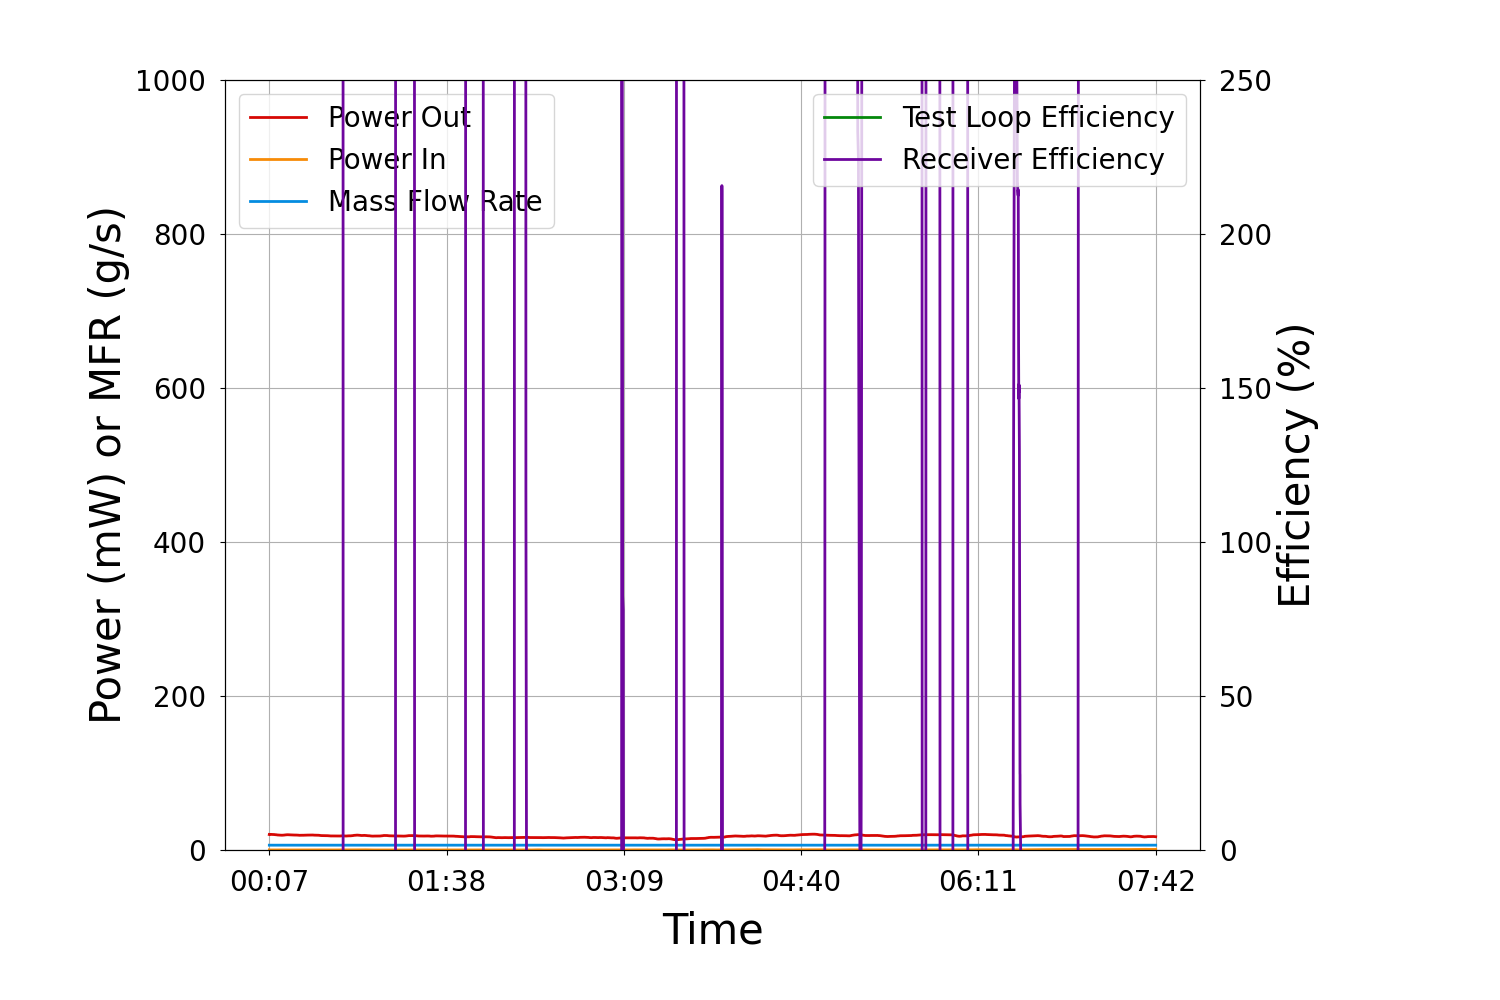 1000
800
600
400
200
0
Power (mW) or MFR (g/s)
Power Out
Power In
Mass Flow Rate
Test Loop Efficiency
Receiver Efficiency
250
200
150
100
50
0
Efficiency (%)
00:07 01:38 03:09 04:40 06:11 07:42
Time